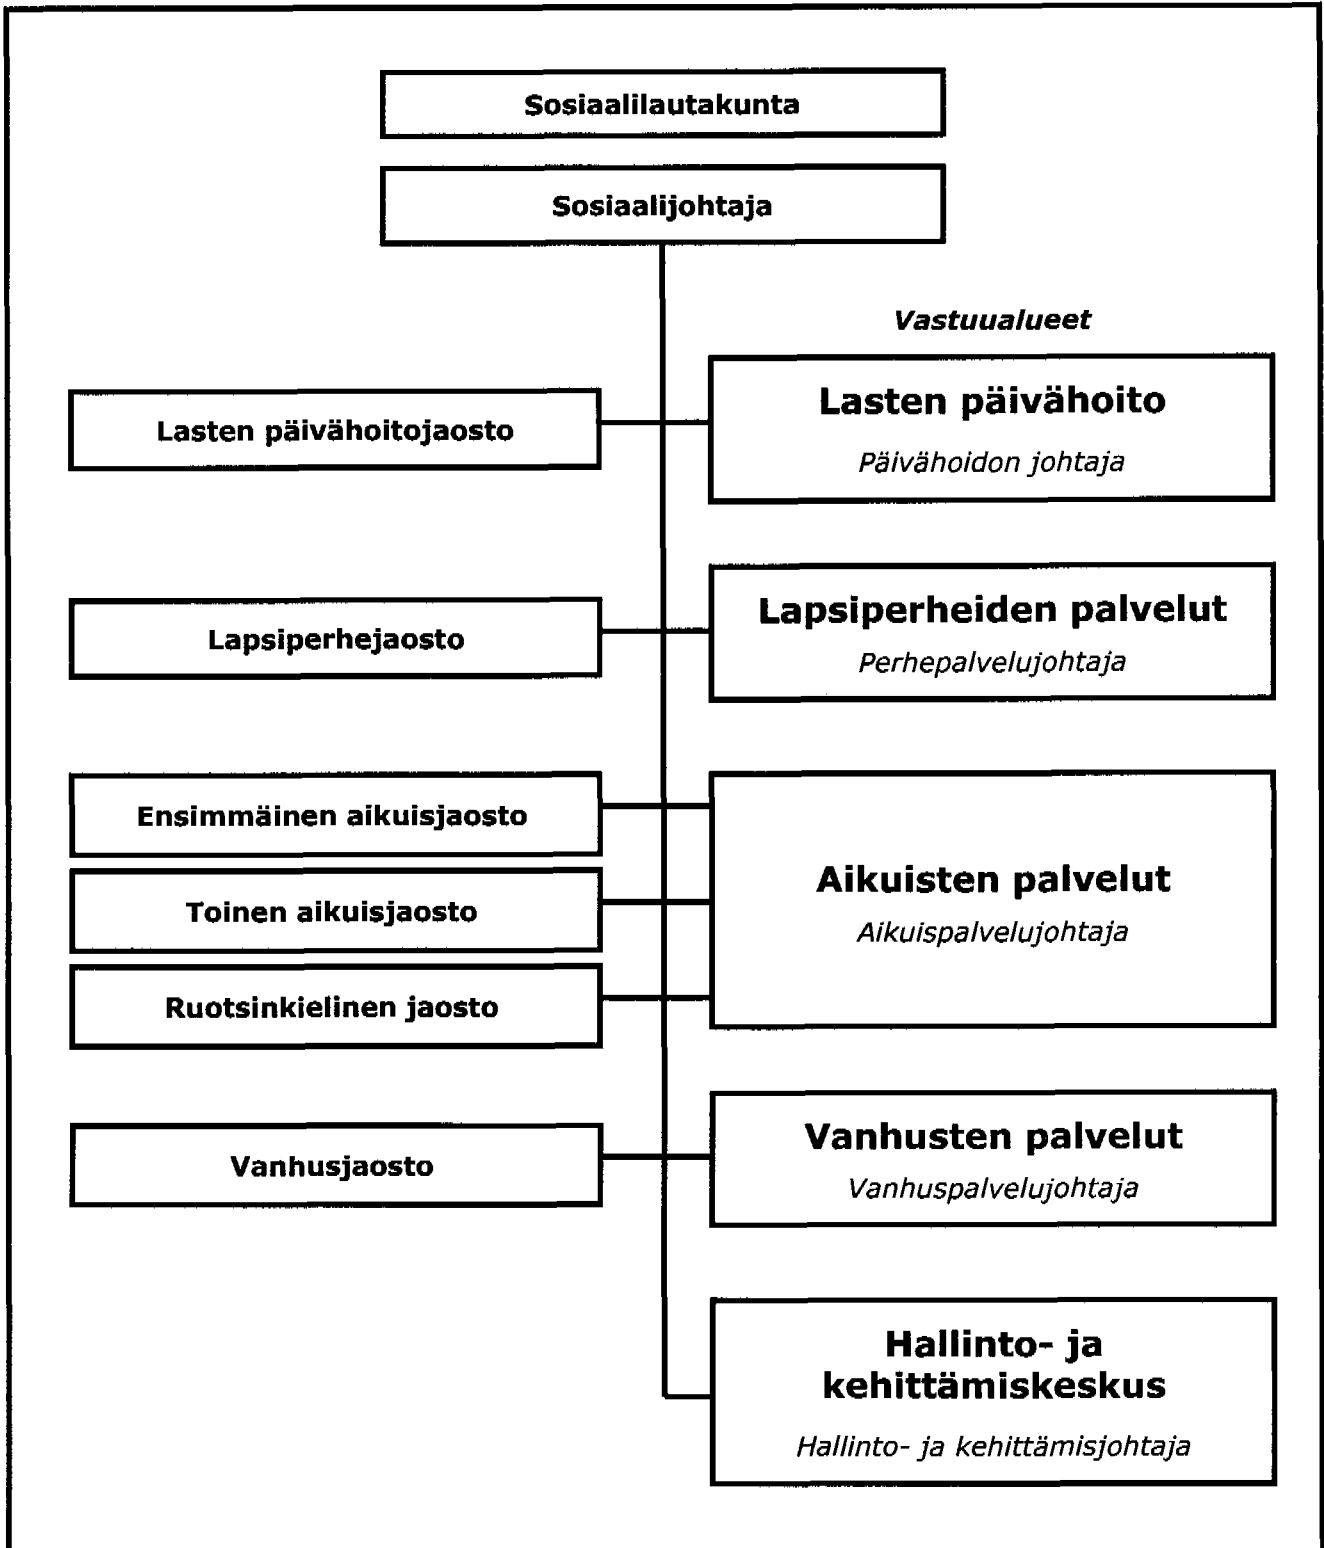 Sosiaalilautakunta
Sosiaalijohtaja
Vastuualueet
Lasten päivähoitojaosto
Lasten päivähoito
Päivähoidon johtaja
Lapsiperhejaosto
Lapsiperheiden palvelut
Perhepalvelujohtaja
Ensimmäinen aikuisjaosto
Toinen aikuisjaosto
Ruotsinkielinen jaosto
Aikuisten palvelut
Aikuispalvelujohtaja
Vanhusjaosto
Vanhusten palvelut
Vanhuspalvelujohtaja
Hallinto- ja
kehittämiskeskus
Hallinto- ja kehittämisjohtaja